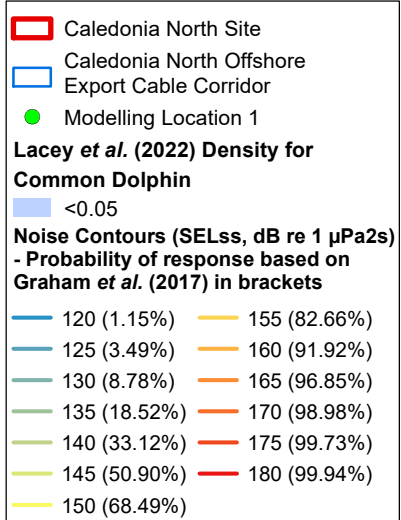 Caledonia North Site
Caledonia North Offshore
Export Cable Corridor
Modelling Location 1
Lacey et al. (2022) Density for
Common Dolphin
<0.05
Noise Contours (SELss, dB re 1 µPa2s)
- Probability of response based on
Graham et al. (2017) in brackets
120 (1.15%)
125 (3.49%)
130 (8.78%)
135 (18.52%)
140 (33.12%)
145 (50.90%)
150 (68.49%)
155 (82.66%)
160 (91.92%)
165 (96.85%)
170 (98.98%)
175 (99.73%)
180 (99.94%)